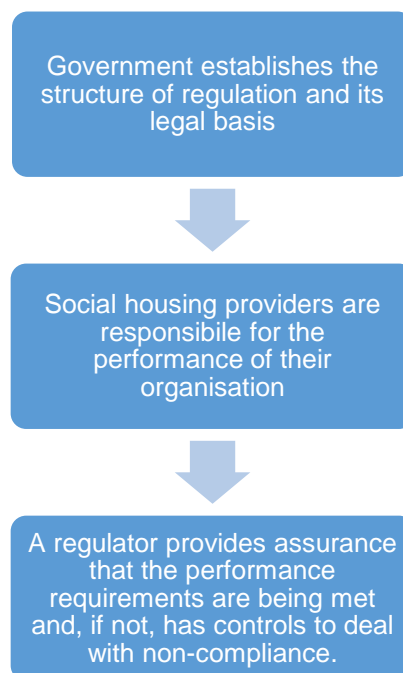 Government establishes the
structure of regulation and its
legal basis
Social housing providers are
responsibile for the
performance of their
organisation
A regulator provides assurance
that the performance
requirements are being met
and, if not, has controls to deal
with non-compliance.